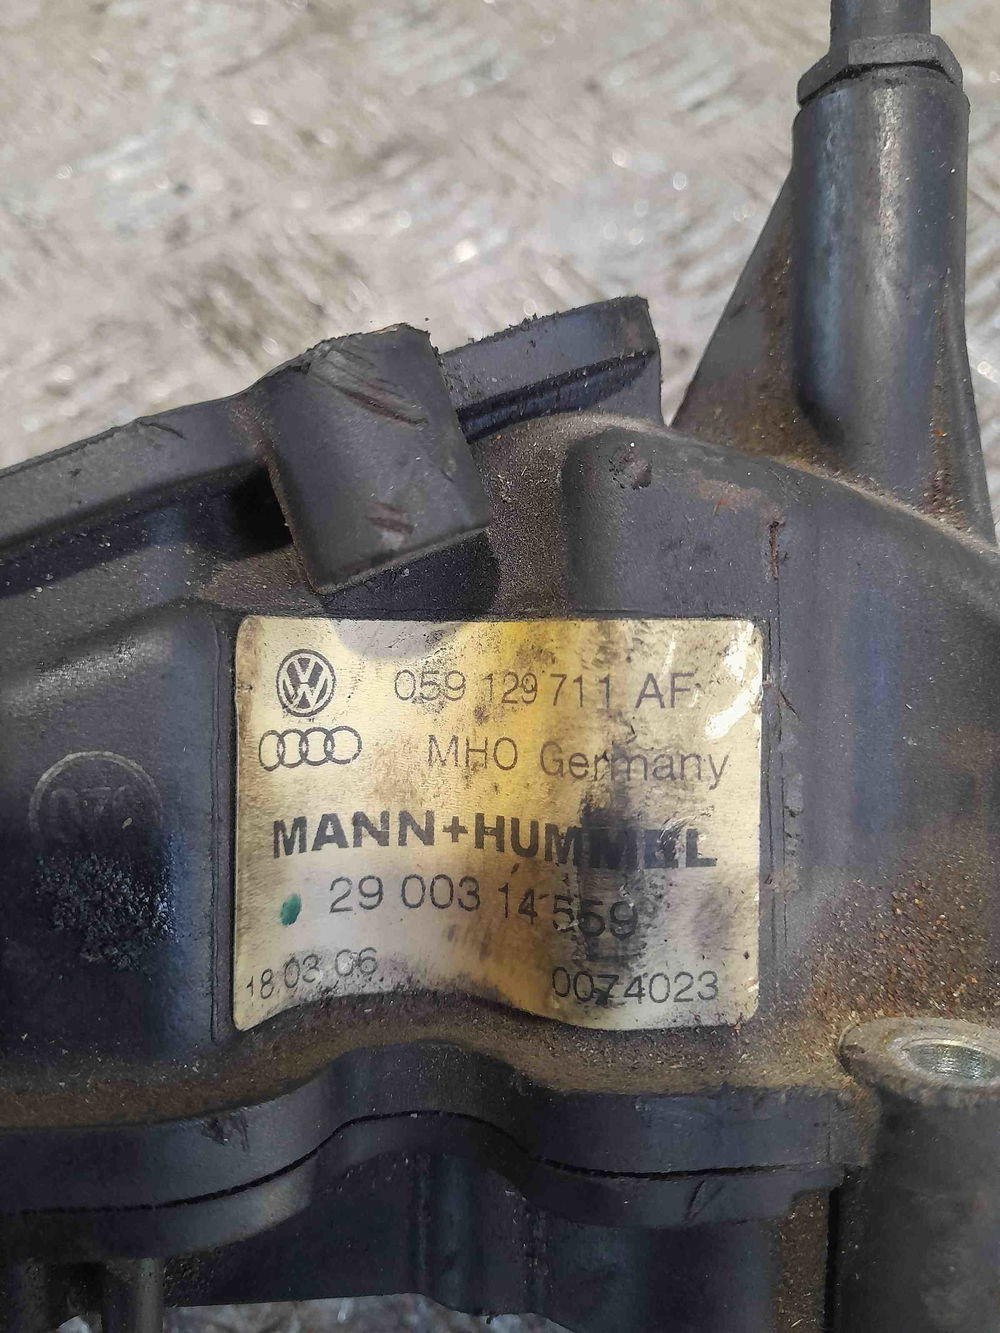 059 129 711 AF
MHO Germany
MANN+HUMMEL
29 003 14 559
18.03.06
0074023